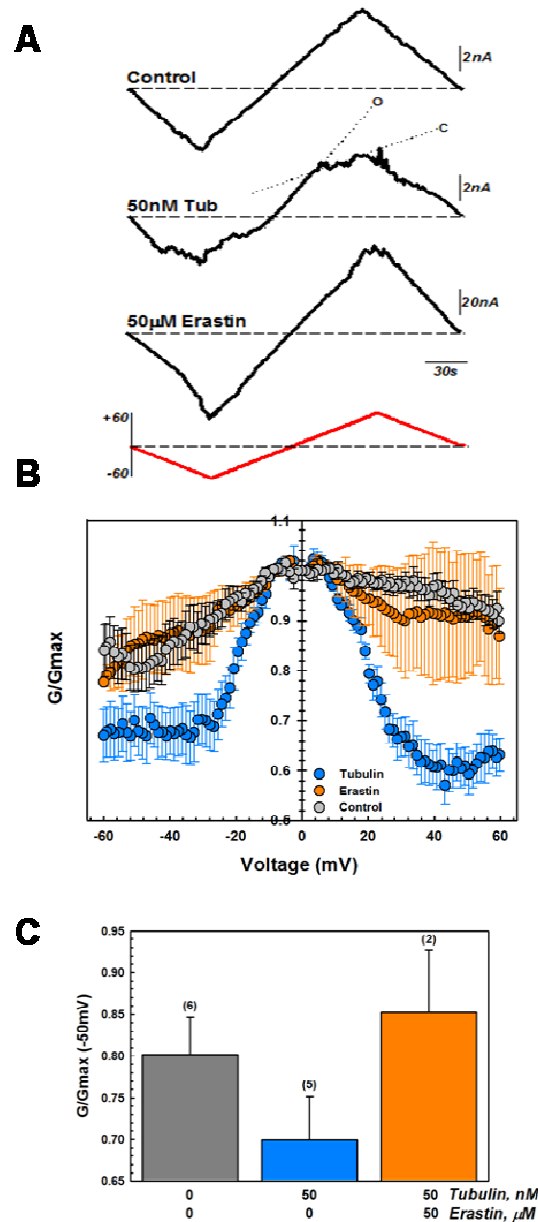 A
Control
2nA
O
C
50nM Tub
2nA
50µM Erastin
20nA
30s
+60
-60
B
G/Gmax
1.1
0.9
0.8
0.7
0.6
0.5
Tubulin
Erastin
Control
-60 -40 -20 0 20 40 60
Voltage (mV)
C
G/Gmax (-50mV)
0.95
0.90
0.85
0.80
0.75
0.70
0.65
(6)
(5)
(2)
0 50 50 Tubulin, nM
0 0 50 Erastin, µM